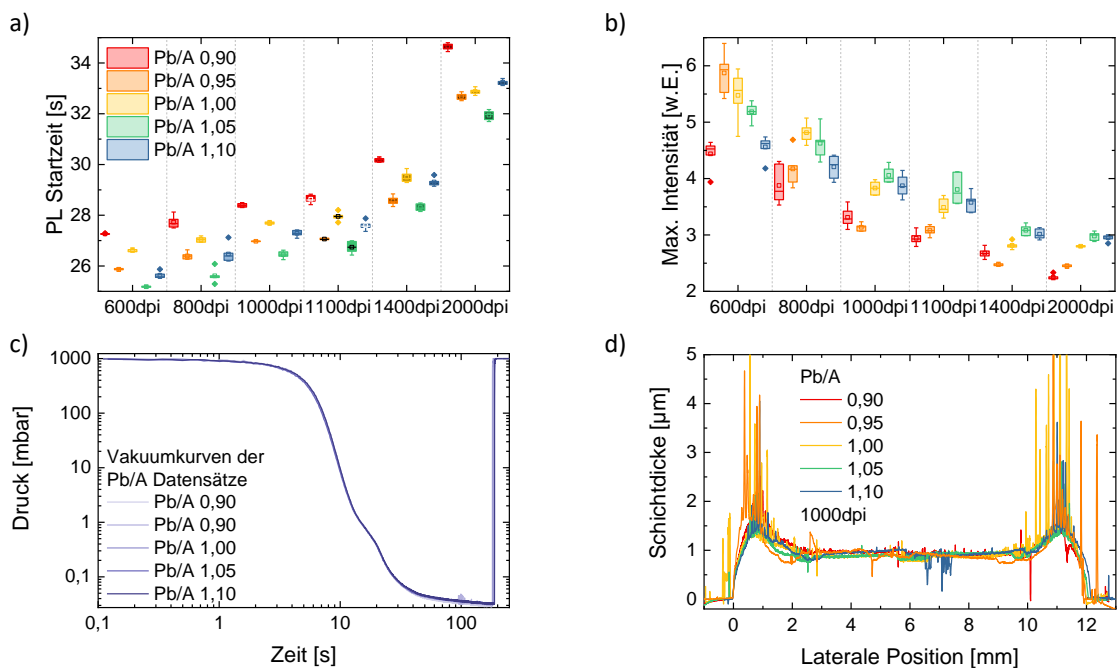 a)
PL Startzeit [s]
34
32
30
28
26
Pb/A 0,90
Pb/A 0,95
Pb/A 1,00
Pb/A 1,05
Pb/A 1,10
600dpi 800dpi 1000dpi 1100dpi 1400dpi 2000dpi
b)
Max. Intensität [w.E.]
6
5
4
3
2
600dpi 800dpi 1000dpi 1100dpi 1400dpi 2000dpi
c)
Druck [mbar]
1000
100
10
1
0,1
Vakuumkurven der
Pb/A Datensätze
Pb/A 0,90
Pb/A 0,90
Pb/A 1,00
Pb/A 1,05
Pb/A 1,10
0,1 1 10 100
Zeit [s]
d)
Schichtdicke [µm]
5
4
3
2
1
0
Pb/A
0,90
0,95
1,00
1,05
1,10
1000dpi
0 2 4 6 8 10 12
Laterale Position [mm]